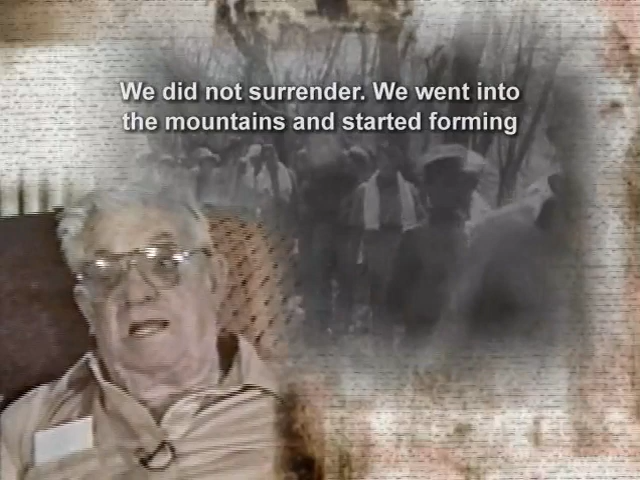 We did not surrender. We went into
the mountains and started forming